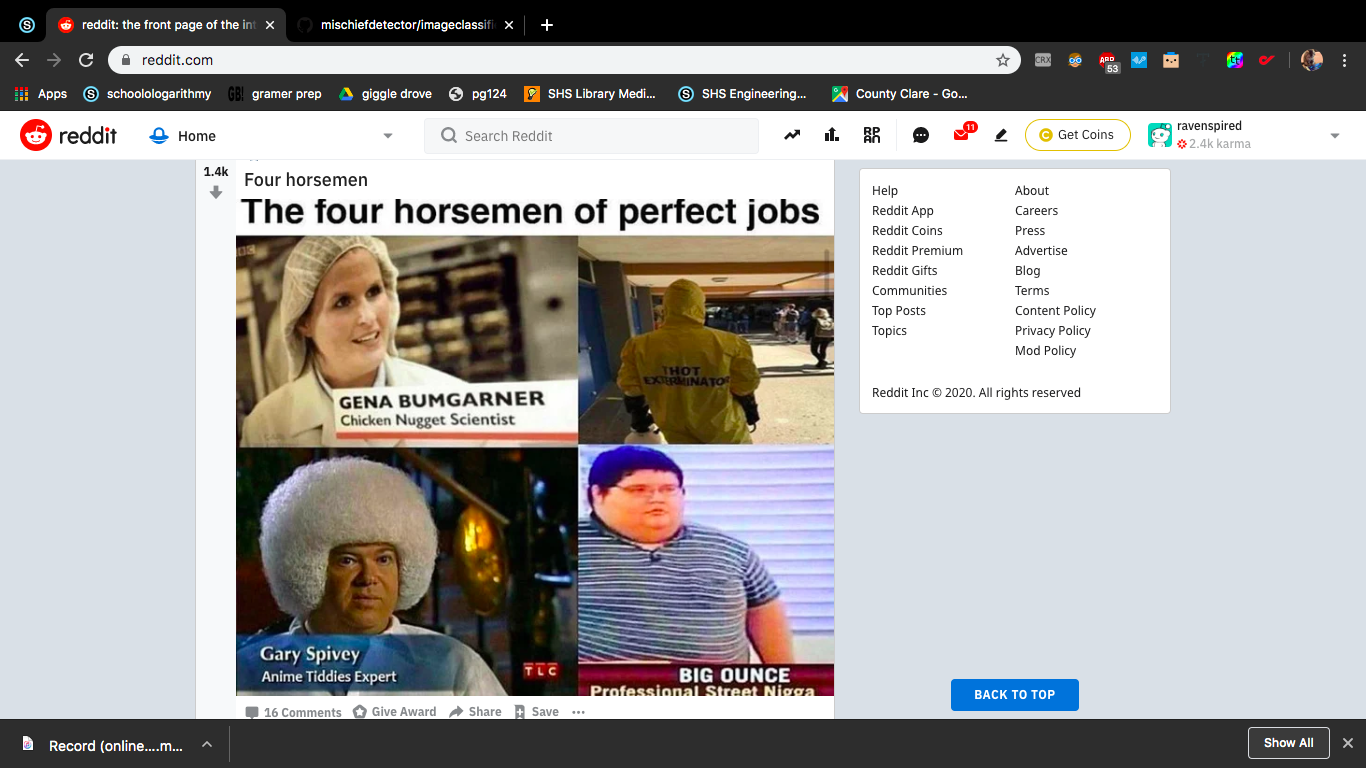 reddit: the front page of the int
mischiefdetector/imageclassifi
reddit.com
CRX
ABP
53
Apps
schoolologarithmy
GB!
gramer prep
giggle drove
pg124
SHS Library Medi...
SHS Engineering...
County Clare - Go...
reddit
Home
Search Reddit
RP
AN
11
Get Coins
ravenspired
2.4k karma
1.4k
Four horsemen
The four horsemen of perfect jobs
GENA BUMGARNER
Chicken Nugget Scientist
THOT
EXTERMINATOR
Gary Spivey
Anime Tiddies Expert
TLC
BIG OUNCE
Professional Street Nigga
16 Comments
Give Award
Share
Save
Help
About
Reddit App
Careers
Reddit Coins
Press
Reddit Premium
Advertise
Reddit Gifts
Blog
Communities
Terms
Top Posts
Content Policy
Topics
Privacy Policy
Mod Policy
Reddit Inc © 2020. All rights reserved
BACK TO TOP
Record (online....m...
Show All